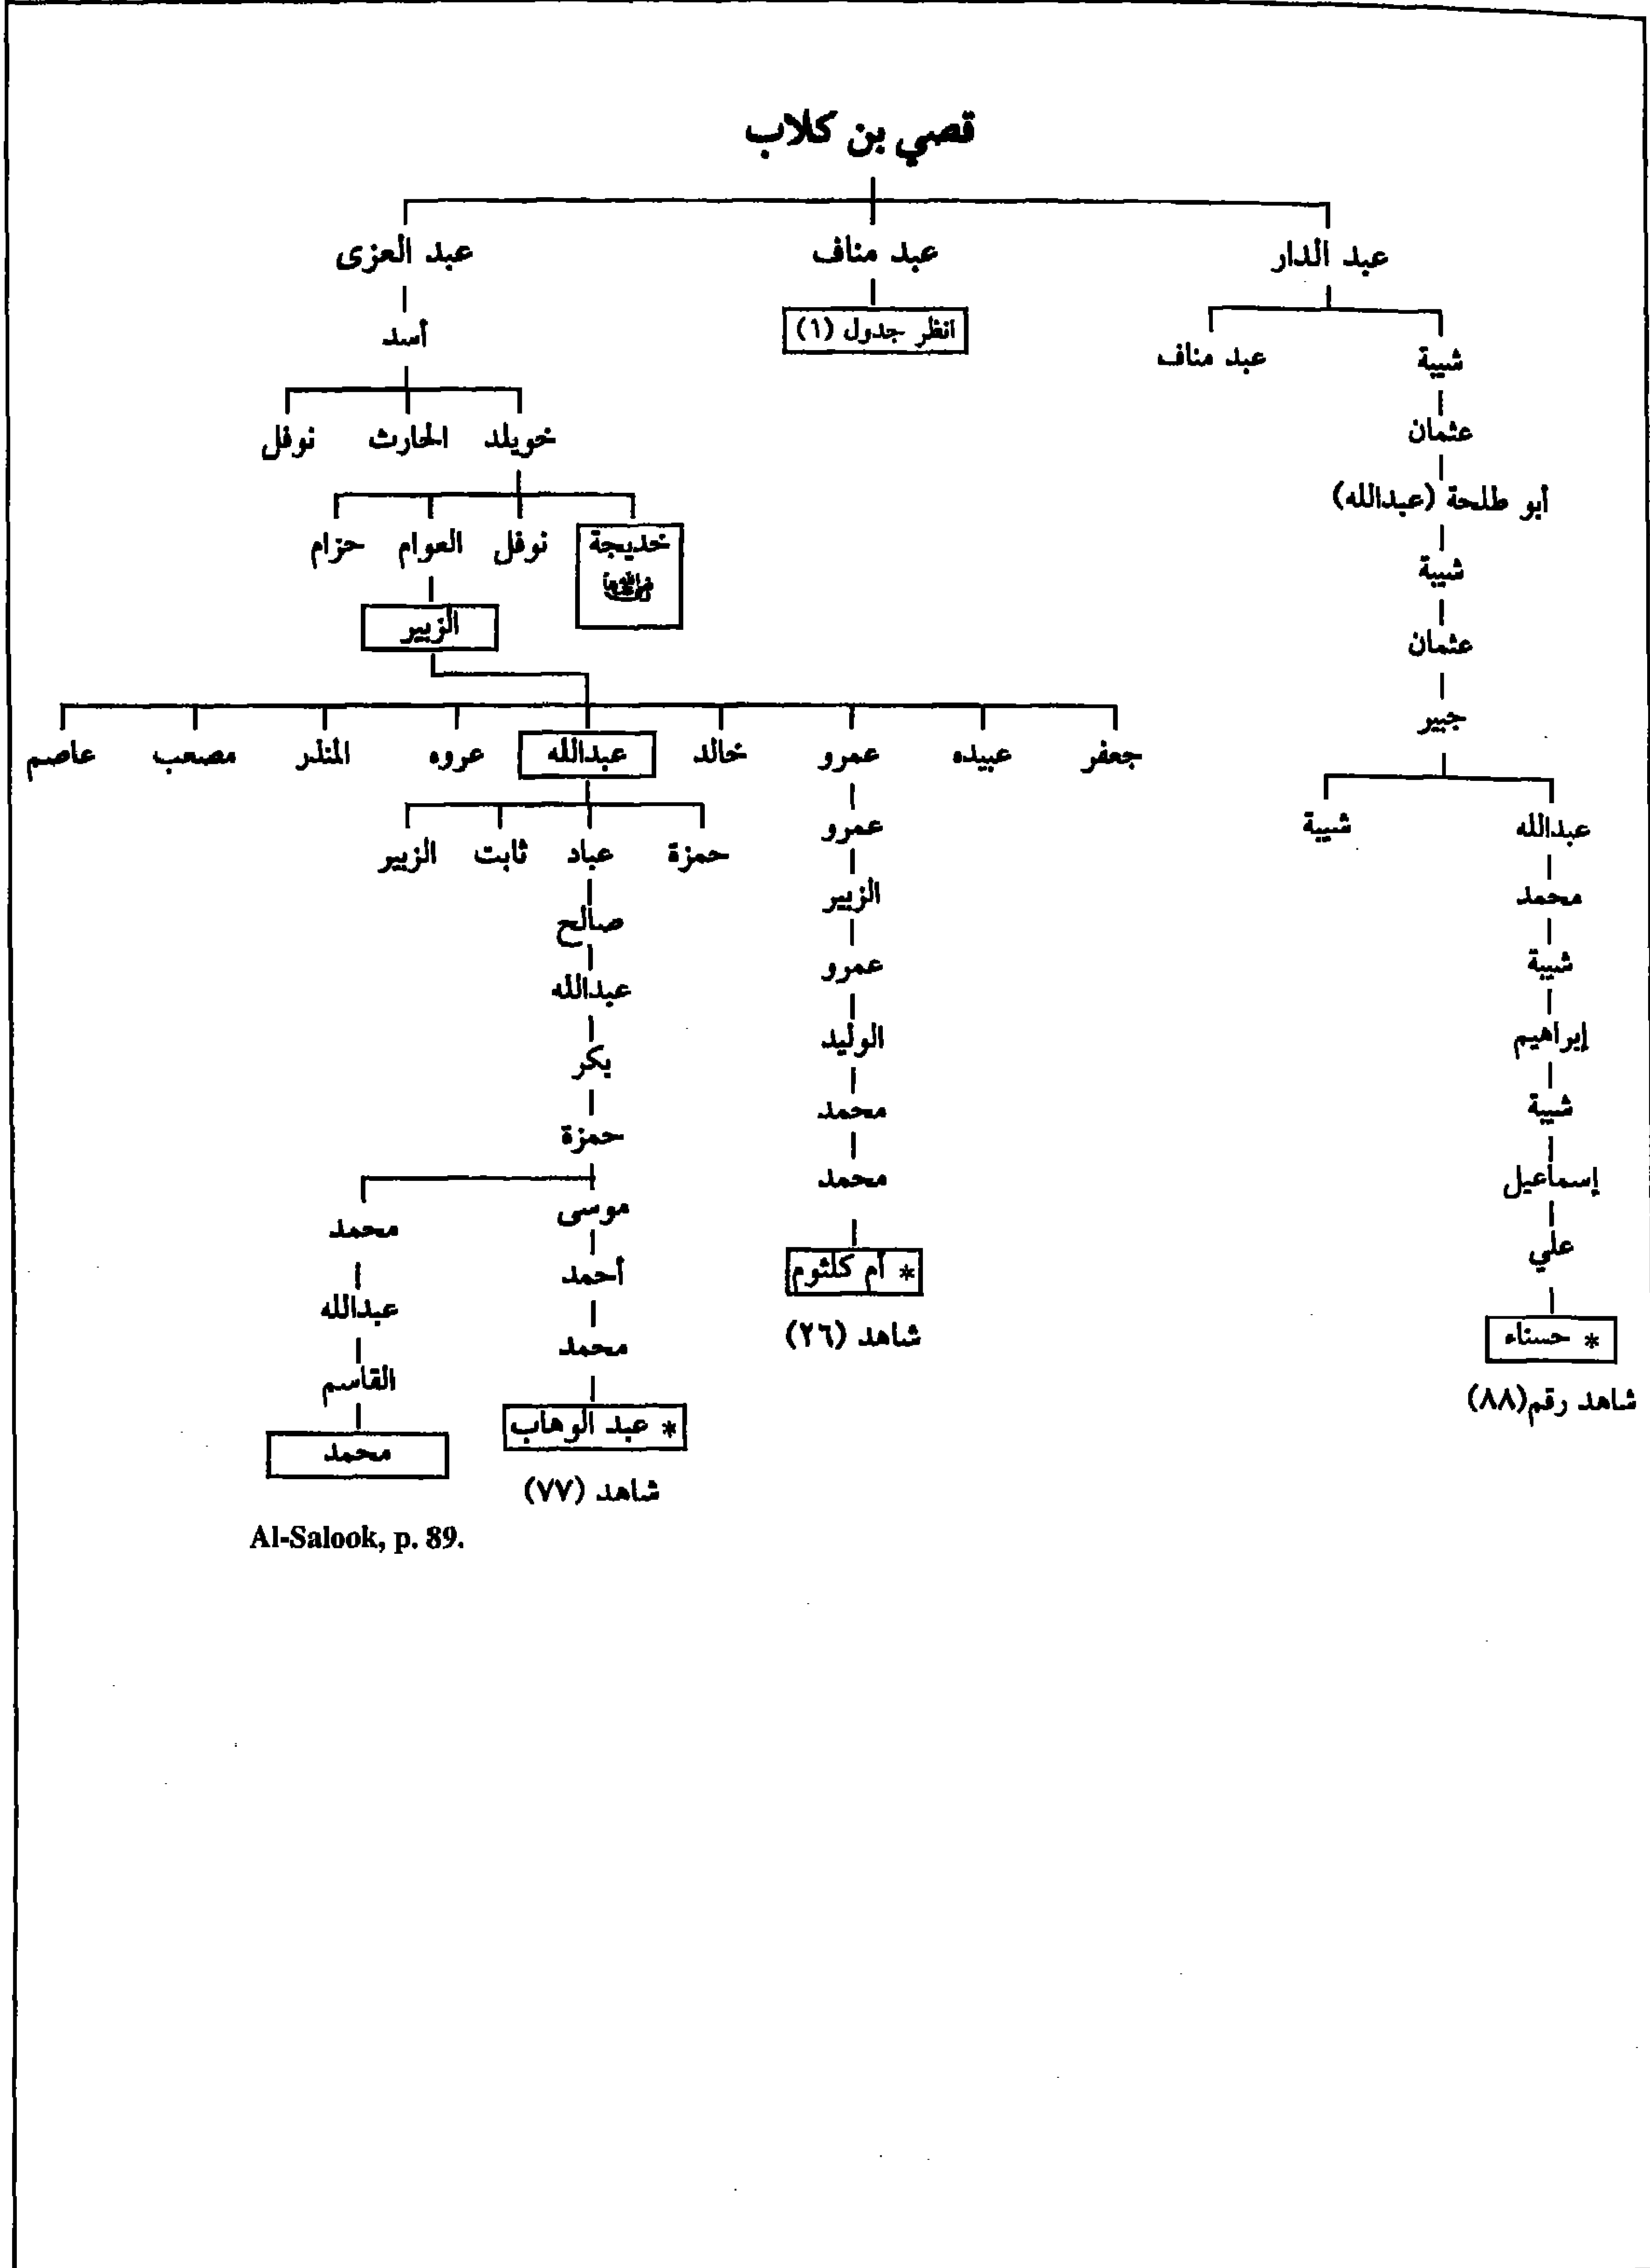 قصي بن كلاب
عبد الدار عبد مناف عبد العزى
انظر جدول (١)
أسد
شيبة عبد مناف
عثمان
خويلد الحارث نوفل
أبو طلحة (عبدالله)
خديجة نوفل العوام حزام
رضي الله عنها
شيبة
الزبير
عثمان
جبير
جعفر عبيده عمرو خالد عبدالله عروه المنذر مصعب عاصم
عبدالله شيبة
عمرو
حمزة عباد ثابت الزبير
محمد
الزبير
صالح
شيبة
عمرو
عبدالله
إبراهيم
الوليد
بكر
شيبة
محمد
حمزة
إسماعيل
محمد
موسى
محمد
علي
* أم كلثوم
أحمد
عبدالله
* حسناء
شاهد (٢٦)
محمد
القاسم
شاهد رقم (٨٨)
* عبد الوهاب
محمد
شاهد (٧٧)
Al-Salook, p. 89.